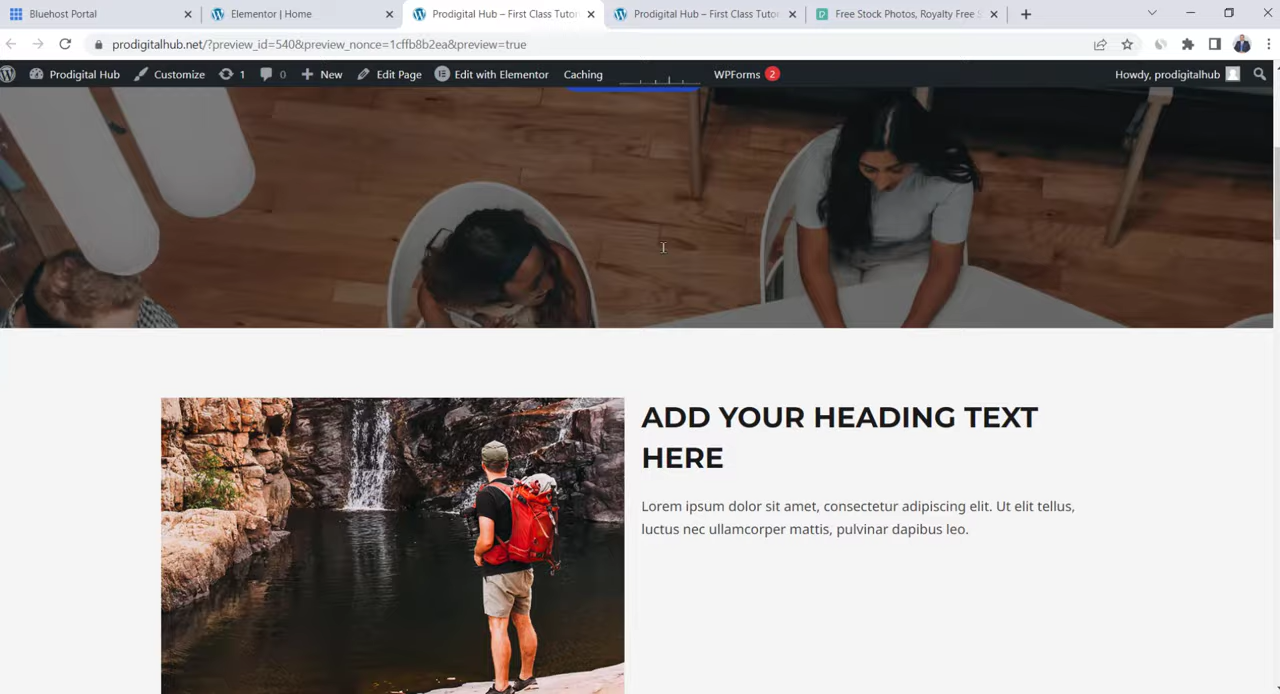 Bluehost Portal
Elementor | Home
Prodigital Hub – First Class Tutor
Prodigital Hub – First Class Tutor
Free Stock Photos, Royalty Free S
prodigitalhub.net/?preview_id=540&preview_nonce=1cffb8b2ea&preview=true
Prodigital Hub Customize 1 0 New Edit Page Edit with Elementor Caching WPForms 2 Howdy, prodigitalhub
ADD YOUR HEADING TEXT
HERE
Lorem ipsum dolor sit amet, consectetur adipiscing elit. Ut elit tellus,
luctus nec ullamcorper mattis, pulvinar dapibus leo.